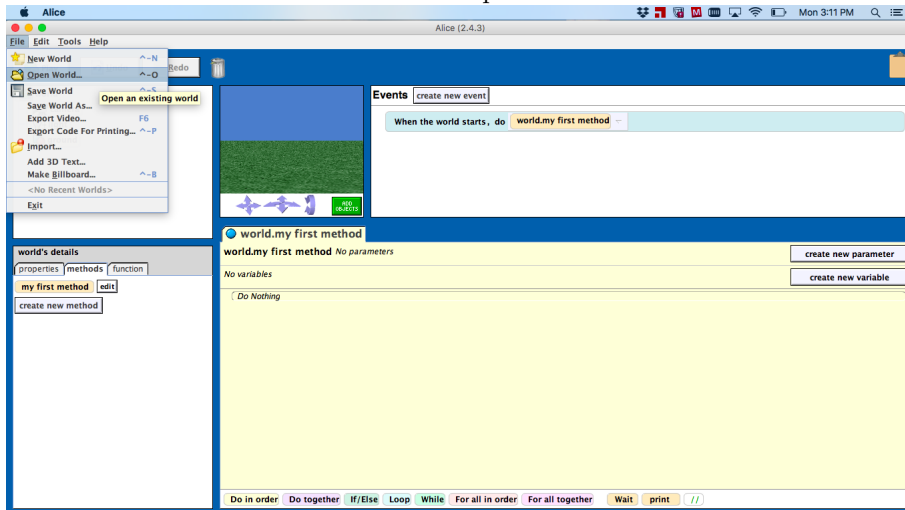 Alice Mon 3:11 PM
Alice (2.4.3)
File Edit Tools Help
New World ^-N
Open World... ^-O
Save World ^-S
Open an existing world
Save World As...
Export Video... F6
Export Code For Printing... ^-P
Import...
Add 3D Text...
Make Billboard... ^-B
<No Recent Worlds>
Exit
Redo
ADD OBJECTS
Events create new event
When the world starts, do world.my first method
world's details
properties methods function
my first method edit
create new method
world.my first method
world.my first method No parameters create new parameter
No variables create new variable
Do Nothing
Do in order Do together If/Else Loop While For all in order For all together Wait print //